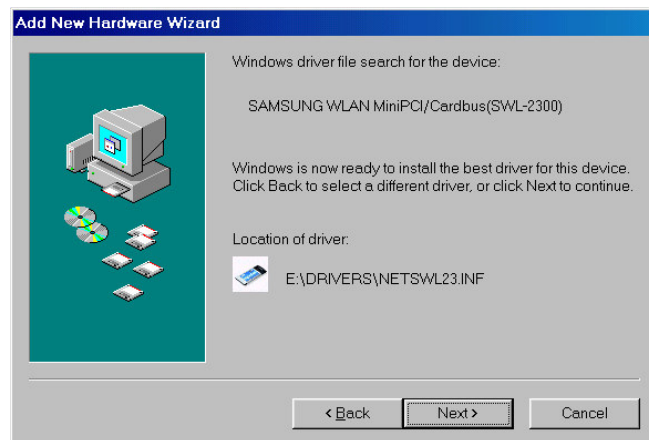 Add New Hardware Wizard
Windows driver file search for the device:
SAMSUNG WLAN MiniPCI/Cardbus(SWL-2300)
Windows is now ready to install the best driver for this device.
Click Back to select a different driver, or click Next to continue.
Location of driver:
E:\DRIVERS\NETSWL23.INF
< Back
Next >
Cancel